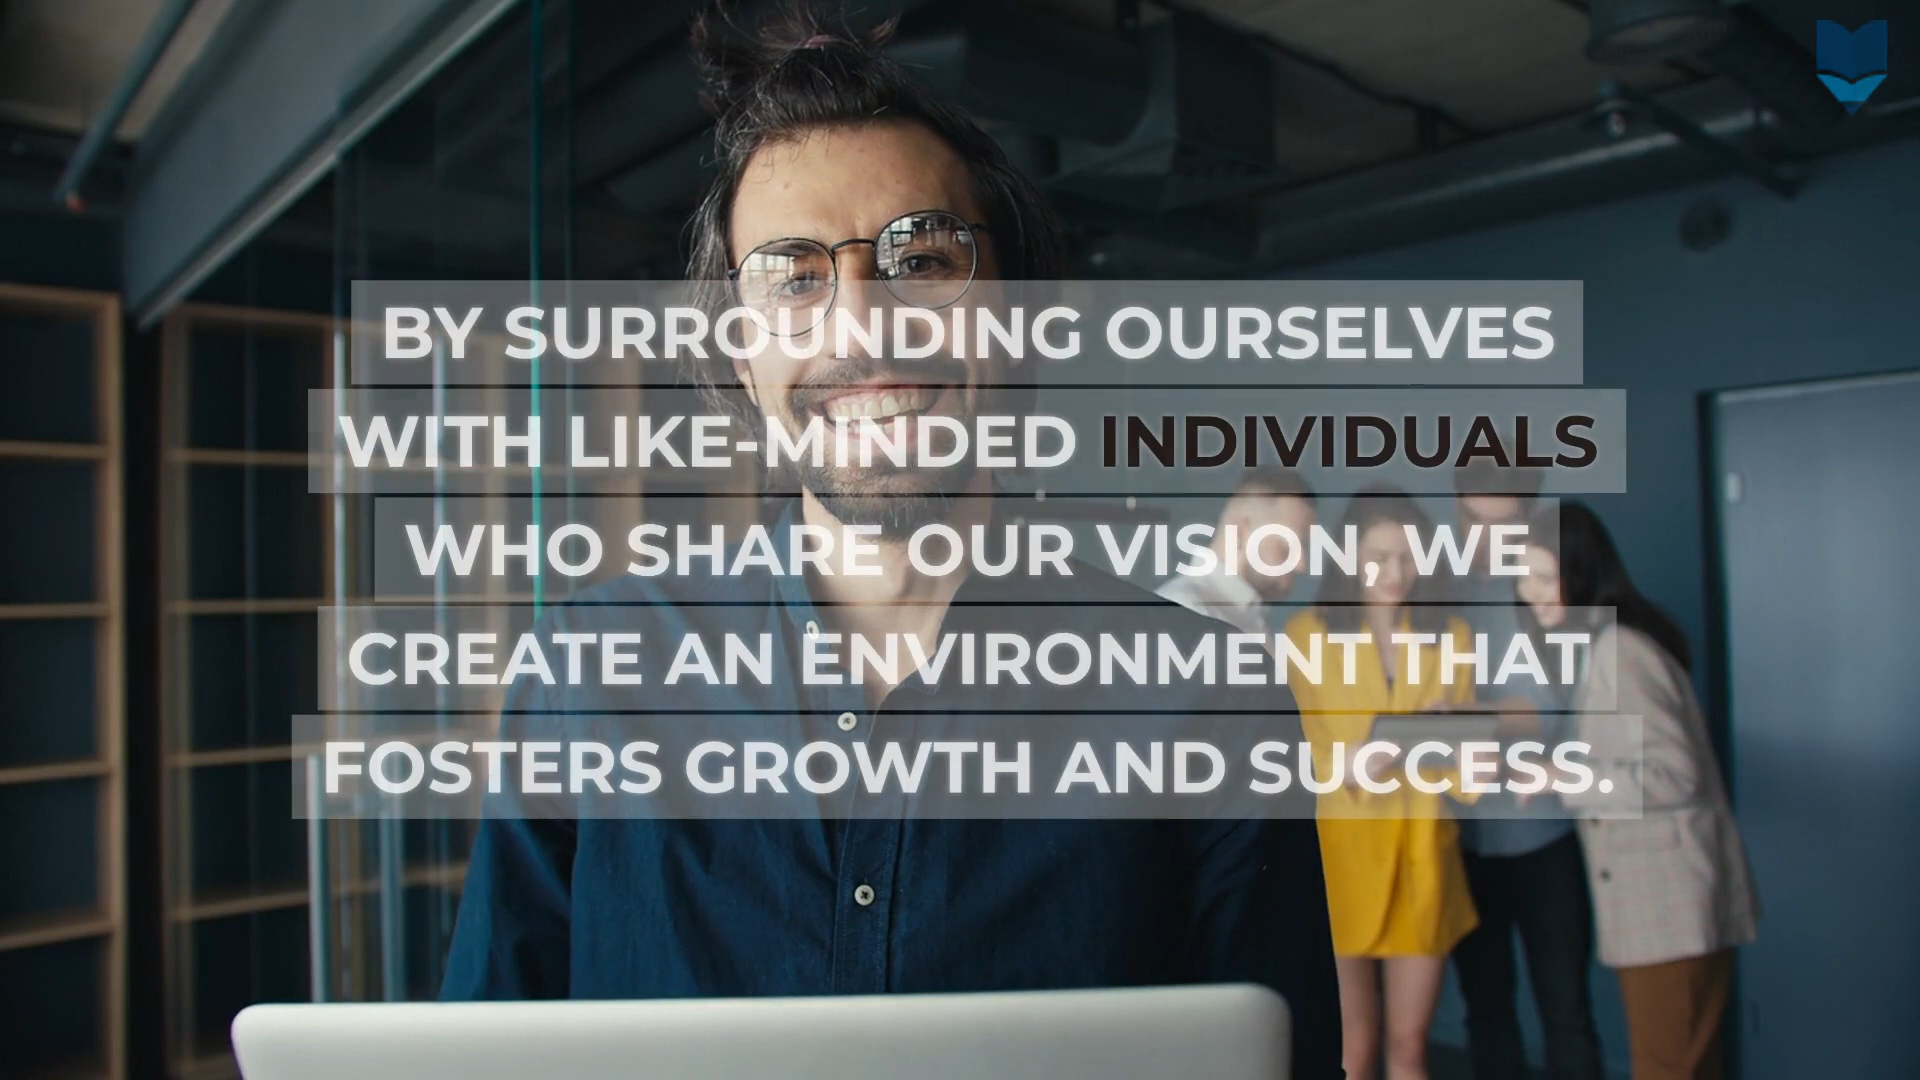 BY SURROUNDING OURSELVES
WITH LIKE-MINDED INDIVIDUALS
WHO SHARE OUR VISION, WE
CREATE AN ENVIRONMENT THAT
FOSTERS GROWTH AND SUCCESS.